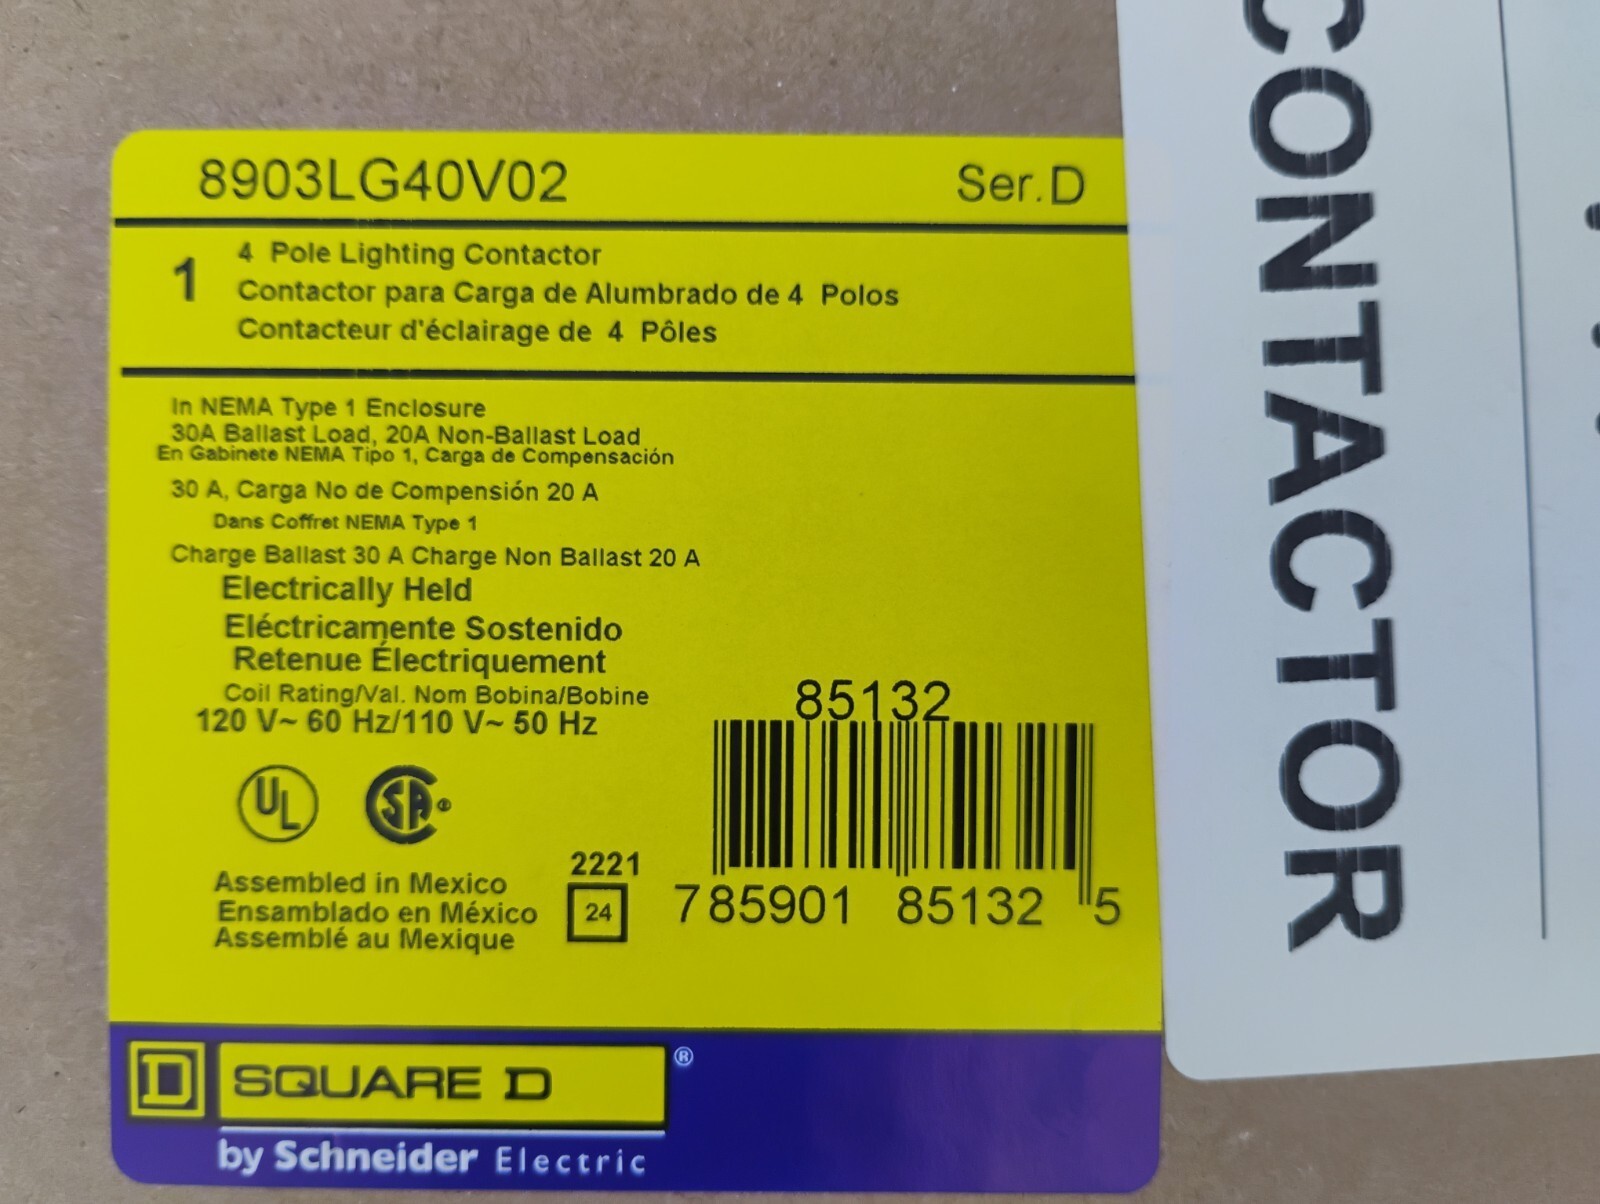 8903LG40V02 Ser.D
1
4 Pole Lighting Contactor
Contactor para Carga de Alumbrado de 4 Polos
Contacteur d'éclairage de 4 Pôles
In NEMA Type 1 Enclosure
30A Ballast Load, 20A Non-Ballast Load
En Gabinete NEMA Tipo 1, Carga de Compensación
30 A, Carga No de Compensión 20 A
Dans Coffret NEMA Type 1
Charge Ballast 30 A Charge Non Ballast 20 A
Electrically Held
Eléctricamente Sostenido
Retenue Électriquement
Coil Rating/Val. Nom Bobina/Bobine
120 V~ 60 Hz/110 V~ 50 Hz
UL
SA®
85132
785901 85132 5
2221
24
Assembled in Mexico
Ensamblado en México
Assemblé au Mexique
D SQUARE D®
by Schneider Electric
CONTACTOR